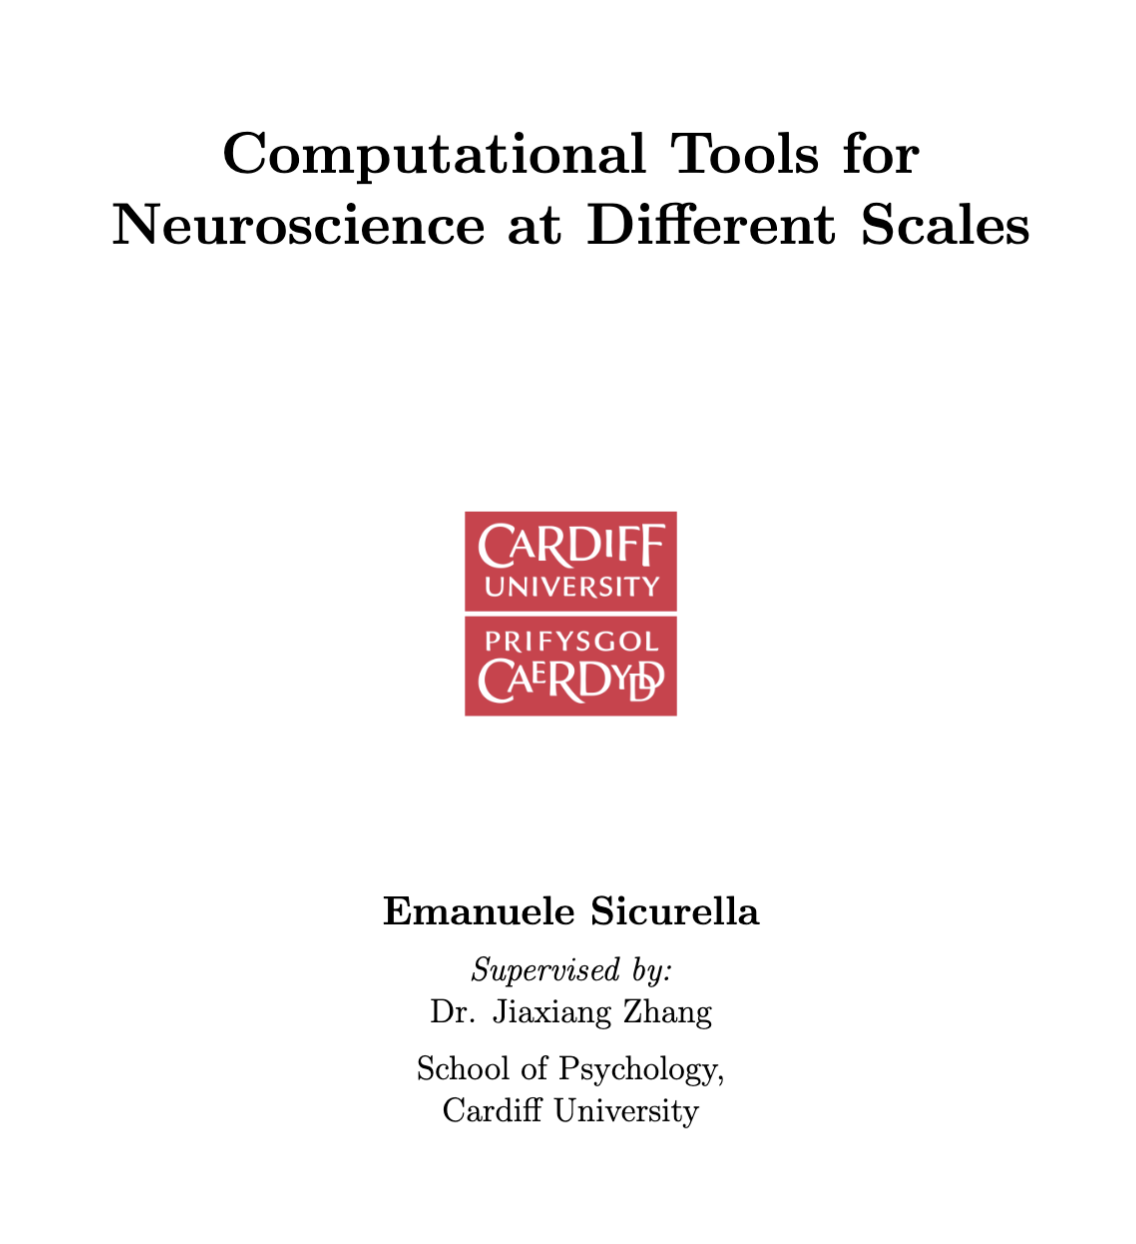 Computational Tools for
Neuroscience at Different Scales
CARDIFF
UNIVERSITY
PRIFYSGOL
CAERDYDD
Emanuele Sicurella
Supervised by:
Dr. Jiaxiang Zhang
School of Psychology,
Cardiff University